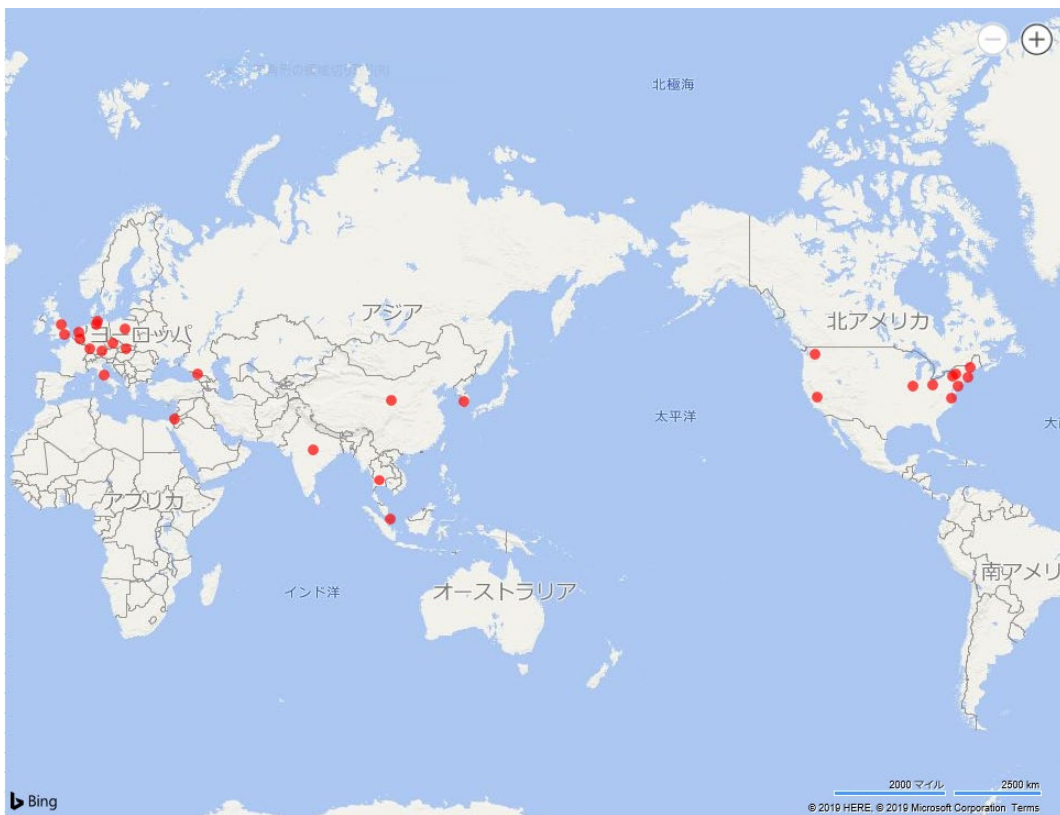 北極海
アジア
ヨーロッパ
北アメリカ
太平洋
アフリカ
インド洋
オーストラリア
南アメリ
Bing
2000 マイル 2500 km
© 2019 HERE, © 2019 Microsoft Corporation Terms